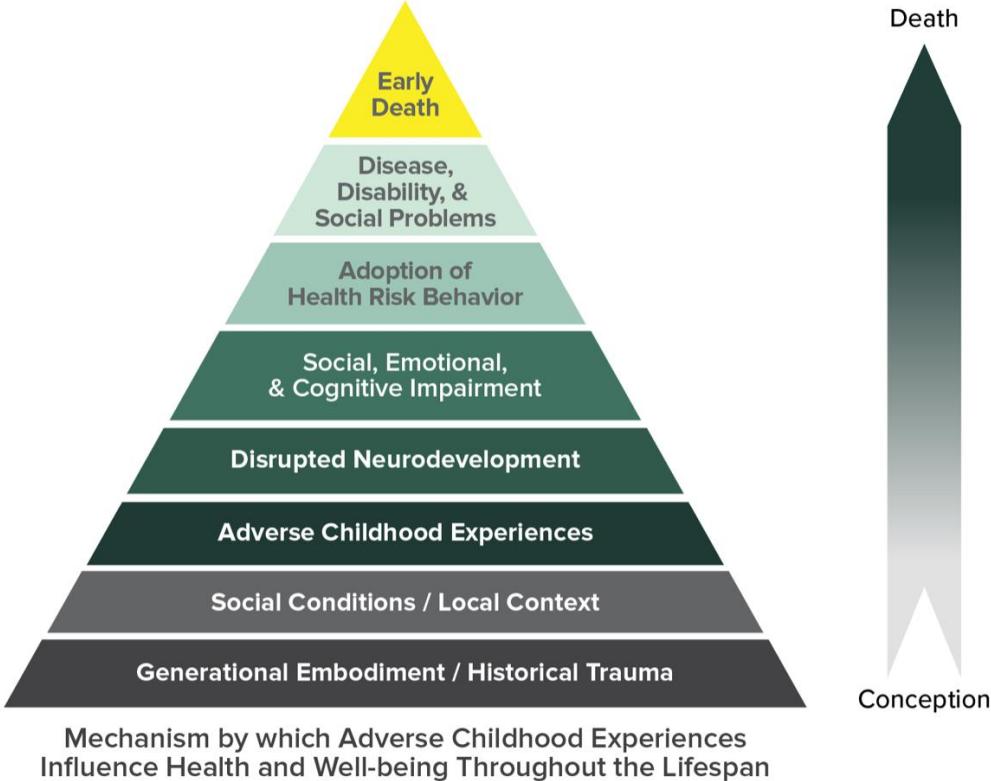 Death
Early
Death
Disease,
Disability, &
Social Problems
Adoption of
Health Risk Behavior
Social, Emotional,
& Cognitive Impairment
Disrupted Neurodevelopment
Adverse Childhood Experiences
Social Conditions / Local Context
Generational Embodiment / Historical Trauma
Conception
Mechanism by which Adverse Childhood Experiences
Influence Health and Well-being Throughout the Lifespan